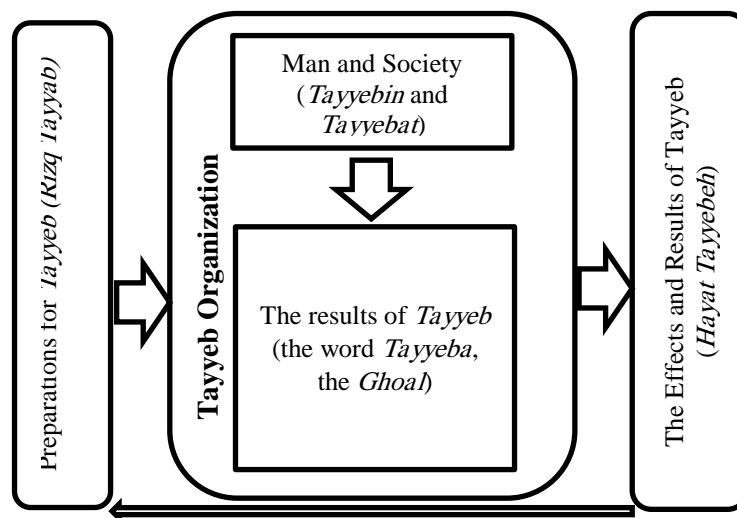 Preparations for Tayyeb (Rizq Tayyab)
Tayyeb Organization
Man and Society
(Tayyebin and
Tayyebat)
The results of Tayyeb
(the word Tayyeba,
the Ghoal)
The Effects and Results of Tayyeb
(Hayat Tayyebeh)